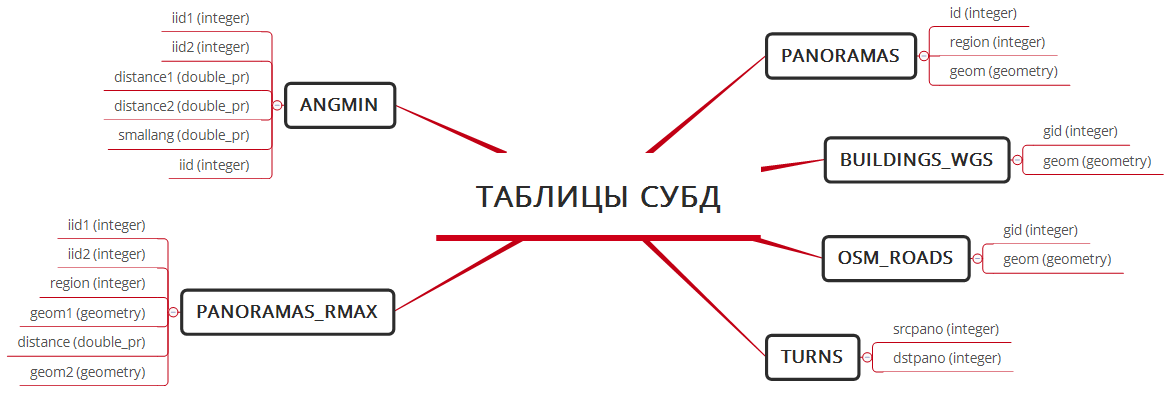 ТАБЛИЦЫ СУБД
ANGMIN
iid1 (integer)
iid2 (integer)
distance1 (double_pr)
distance2 (double_pr)
smallang (double_pr)
iid (integer)
PANORAMAS_RMAX
iid1 (integer)
iid2 (integer)
region (integer)
geom1 (geometry)
distance (double_pr)
geom2 (geometry)
PANORAMAS
id (integer)
region (integer)
geom (geometry)
BUILDINGS_WGS
gid (integer)
geom (geometry)
OSM_ROADS
gid (integer)
geom (geometry)
TURNS
srcpano (integer)
dstpano (integer)